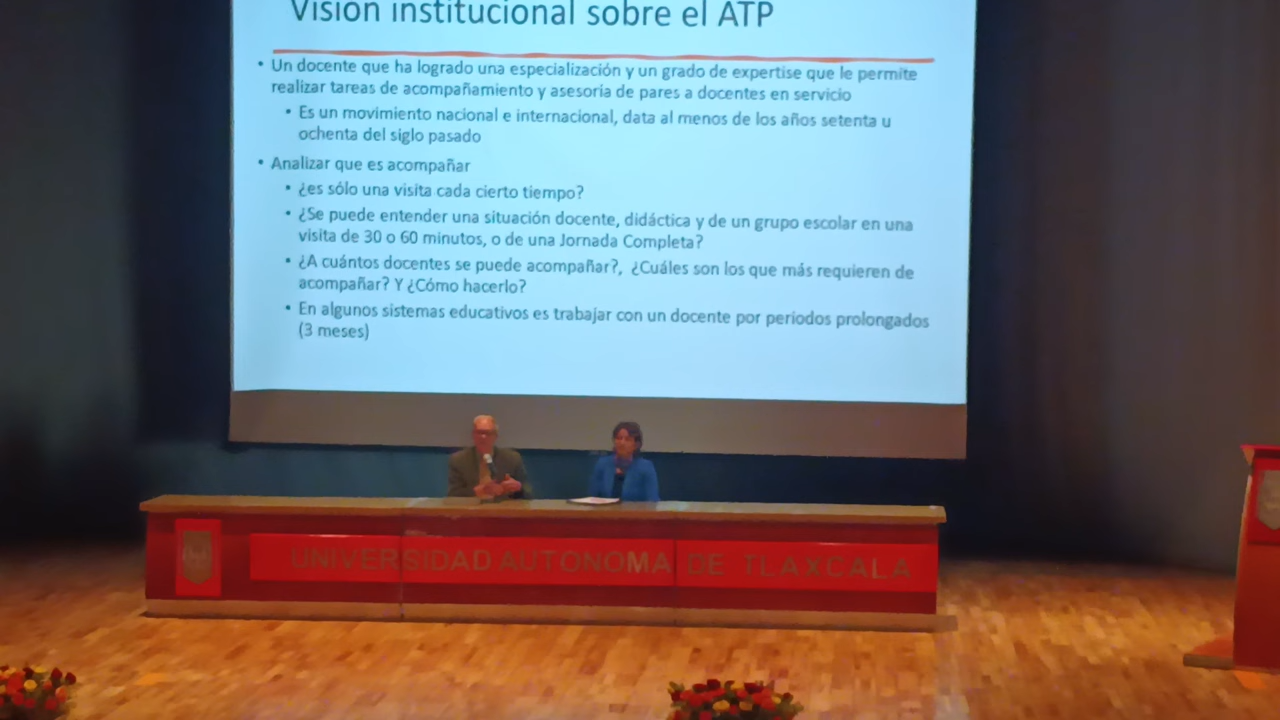 Visión institucional sobre el ATP
• Un docente que ha logrado una especialización y un grado de expertise que le permite
realizar tareas de acompañamiento y asesoría de pares a docentes en servicio
• Es un movimiento nacional e internacional, data al menos de los años setenta u
ochenta del siglo pasado
• Analizar que es acompañar
• ¿es sólo una visita cada cierto tiempo?
• ¿Se puede entender una situación docente, didáctica y de un grupo escolar en una
visita de 30 o 60 minutos, o de una Jornada Completa?
• ¿A cuántos docentes se puede acompañar?, ¿Cuáles son los que más requieren de
acompañar? Y ¿Cómo hacerlo?
• En algunos sistemas educativos es trabajar con un docente por periodos prolongados
(3 meses)
UNIVERSIDAD AUTONOMA DE TLAXCALA